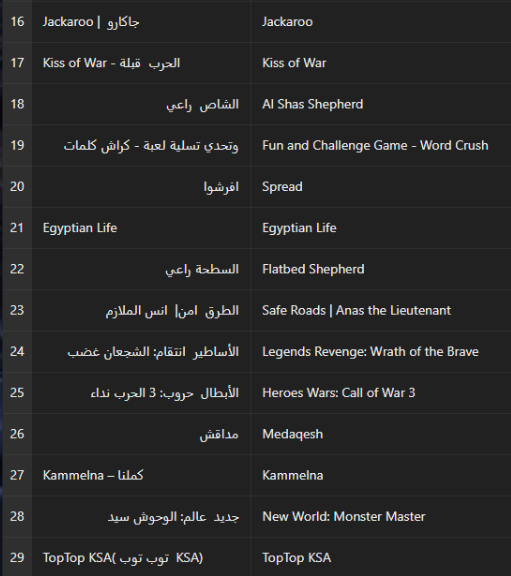 16 Jackaroo | جاكارو Jackaroo
17 Kiss of War - الحرب قبلة Kiss of War
18 الشاص راعي Al Shas Shepherd
19 وتحدي تسلية لعبة - كراش كلمات Fun and Challenge Game - Word Crush
20 افرشوا Spread
21 Egyptian Life Egyptian Life
22 السطحة راعي Flatbed Shepherd
23 الطرق امن| انس الملازم Safe Roads | Anas the Lieutenant
24 الأساطير انتقام: الشجعان غضب Legends Revenge: Wrath of the Brave
25 الأبطال حروب: 3 الحرب نداء Heroes Wars: Call of War 3
26 مداقش Medaqesh
27 Kammelna – كملنا Kammelna
28 جديد عالم: الوحوش سيد New World: Monster Master
29 TopTop KSA( توب توب KSA) TopTop KSA